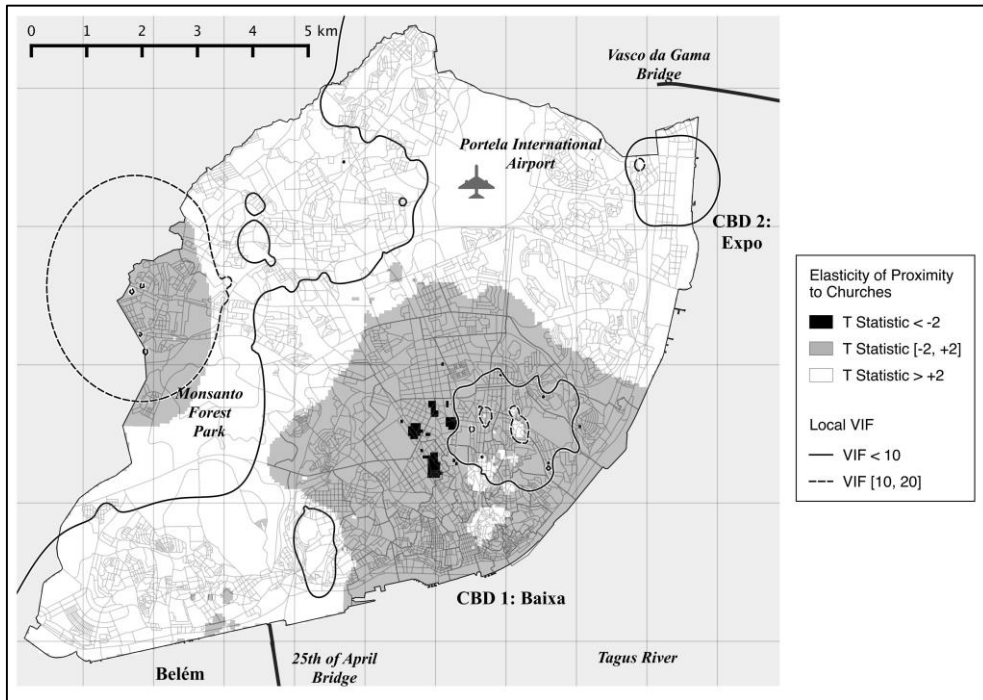 0 1 2 3 4 5 km
Vasco da Gama
Bridge
Portela International
Airport
CBD 2:
Expo
Monsanto
Forest
Park
CBD 1: Baixa
25th of April
Bridge
Belém
Tagus River
Elasticity of Proximity
to Churches
T Statistic < -2
T Statistic [-2, +2]
T Statistic > +2
Local VIF
VIF < 10
VIF [10, 20]